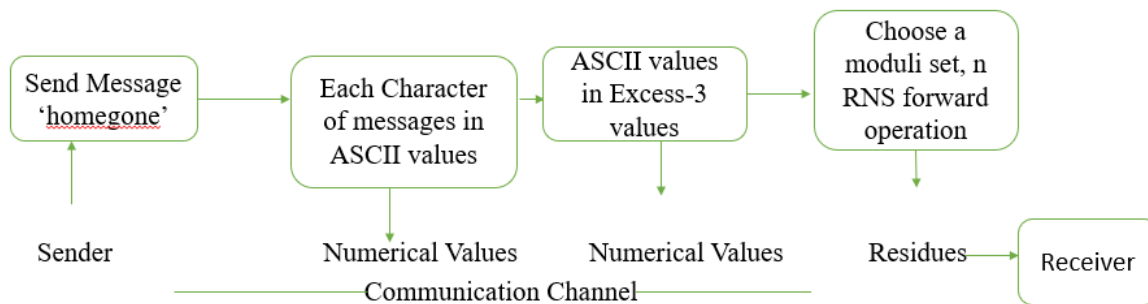 Send Message
‘homegone’
Each Character
of messages in
ASCII values
ASCII values
in Excess-3
values
Choose a
moduli set, n
RNS forward
operation
Sender
Numerical Values
Numerical Values
Residues
Receiver
Communication Channel